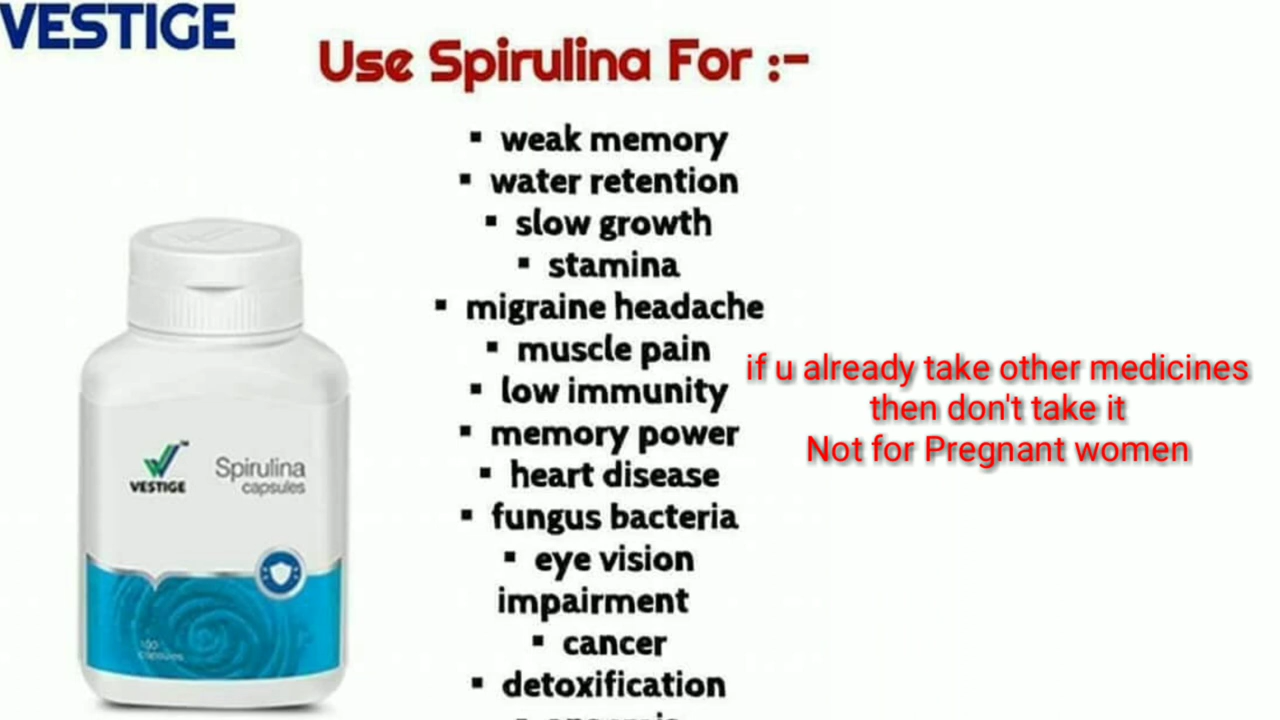 VESTIGE
Use Spirulina For :-
▪ weak memory
▪ water retention
▪ slow growth
▪ stamina
▪ migraine headache
▪ muscle pain
▪ low immunity
▪ memory power
▪ heart disease
▪ fungus bacteria
▪ eye vision
impairment
▪ cancer
▪ detoxification
if u already take other medicines
then don't take it
Not for Pregnant women
VESTIGE
Spirulina
capsules
100
capsules